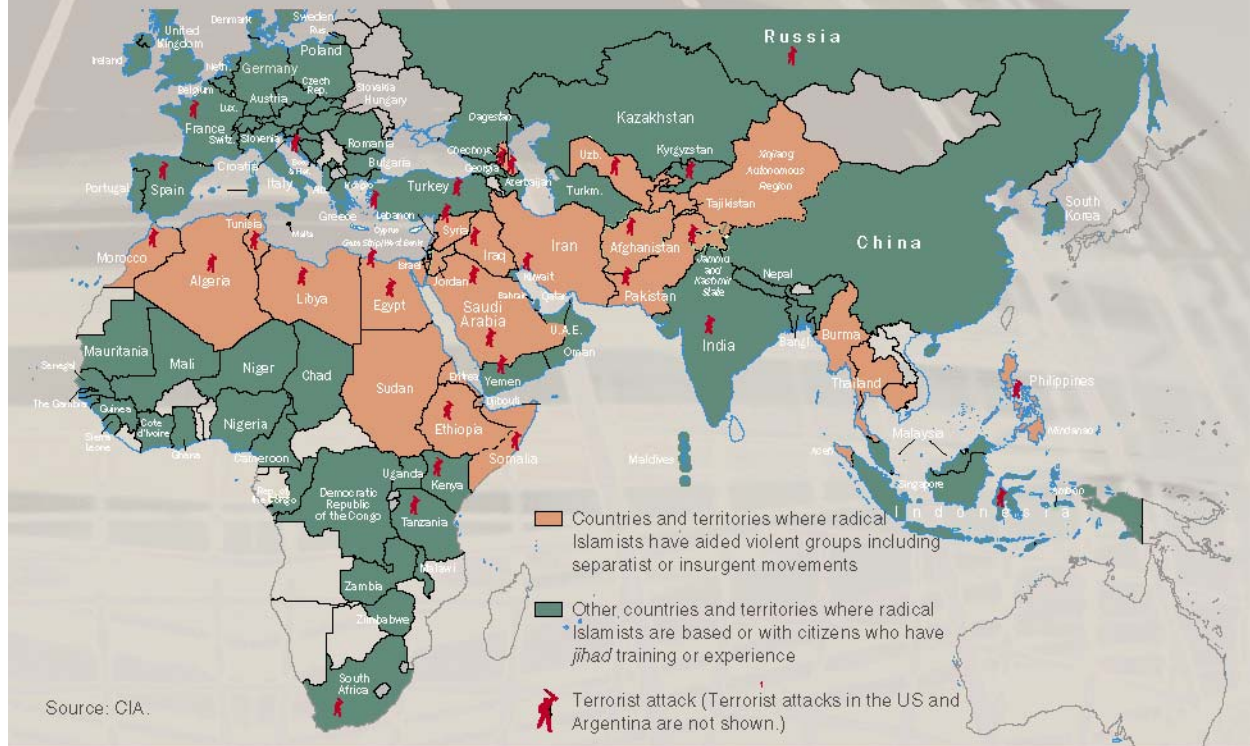 Sweden
Denmark
Rus.
United
Kingdom
Ireland
Neth.
Poland
Germany
Belgium
Czech
Rep.
Lux.
Austria
Slovakia
Hungary
France
Switz.
Slovenia
Romania
Croatia
Bulgaria
Italy
Portugal
Spain
Greece
Turkey
Malta
Cyprus
Lebanon
Syria
Israel
Jordan
Iraq
Iran
Kuwait
Bahrain
Qatar
U.A.E.
Oman
Saudi
Arabia
Yemen
Russia
Kazakhstan
Dagestan
Chechnya
Georgia
Azerbaijan
Uzb.
Kyrgyzstan
Turkm.
Tajikistan
Xinjiang
Autonomous
Region
Afghanistan
Pakistan
Jammu
and
Kashmir
State
China
South
Korea
Nepal
India
Bangl.
Burma
Thailand
Philippines
Mindanao
Malaysia
Aceh
Singapore
Indonesia
Maldives
Morocco
Algeria
Tunisia
Libya
Egypt
Mauritania
Mali
Niger
Chad
Sudan
Eritrea
Djibouti
Ethiopia
Somalia
Senegal
The Gambia
Guinea
Sierra
Leone
Cote
d'Ivoire
Ghana
Nigeria
Cameroon
Democratic
Republic
of the Congo
Uganda
Kenya
Tanzania
Malawi
Zambia
Zimbabwe
South
Africa
Countries and territories where radical
Islamists have aided violent groups including
separatist or insurgent movements
Other countries and territories where radical
Islamists are based or with citizens who have
jihad training or experience
Terrorist attack (Terrorist attacks in the US and
Argentina are not shown.)
1
Source: CIA.